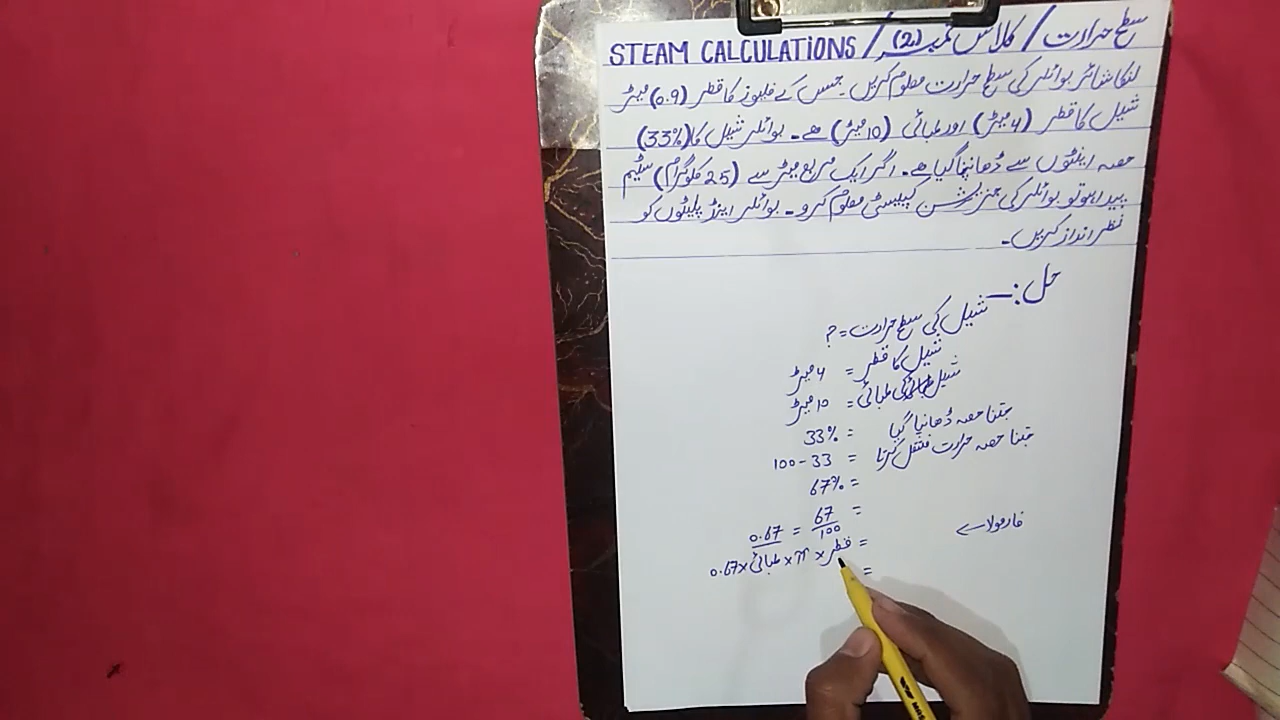 سطح حرارت / کلاس نمبر (2) / STEAM CALCULATIONS
لنکا شائر بوائلر کی سطح حرارت معلوم کریں۔ جس کے فلیوز کا قطر (0.9) میٹر
شیل کا قطر (4 میٹر) اور لمبائی (10 میٹر) ہے۔ بوائلر شیل کا (33%)
حصہ اینٹوں سے ڈھانپا گیا ہے۔ اگر ایک مربع میٹر سے (25 کلوگرام) سٹیم
پیدا ہو تو بوائلر کی جنریشن کپیسٹی معلوم کرو۔ بوائلر اینڈ پلیٹوں کو
نظر انداز کریں۔
حل:—
شیل کی سطح حرارت = ?
شیل کا قطر = 4 میٹر
شیل کی لمبائی = 10 میٹر
جتنا حصہ ڈھانپا گیا = 33%
جتنا حصہ حرارت منتقل کرتا = 100-33
= 67%
= 67/100 = 0.67
فارمولا →
= قطر × π × لمبائی × 0.67
=